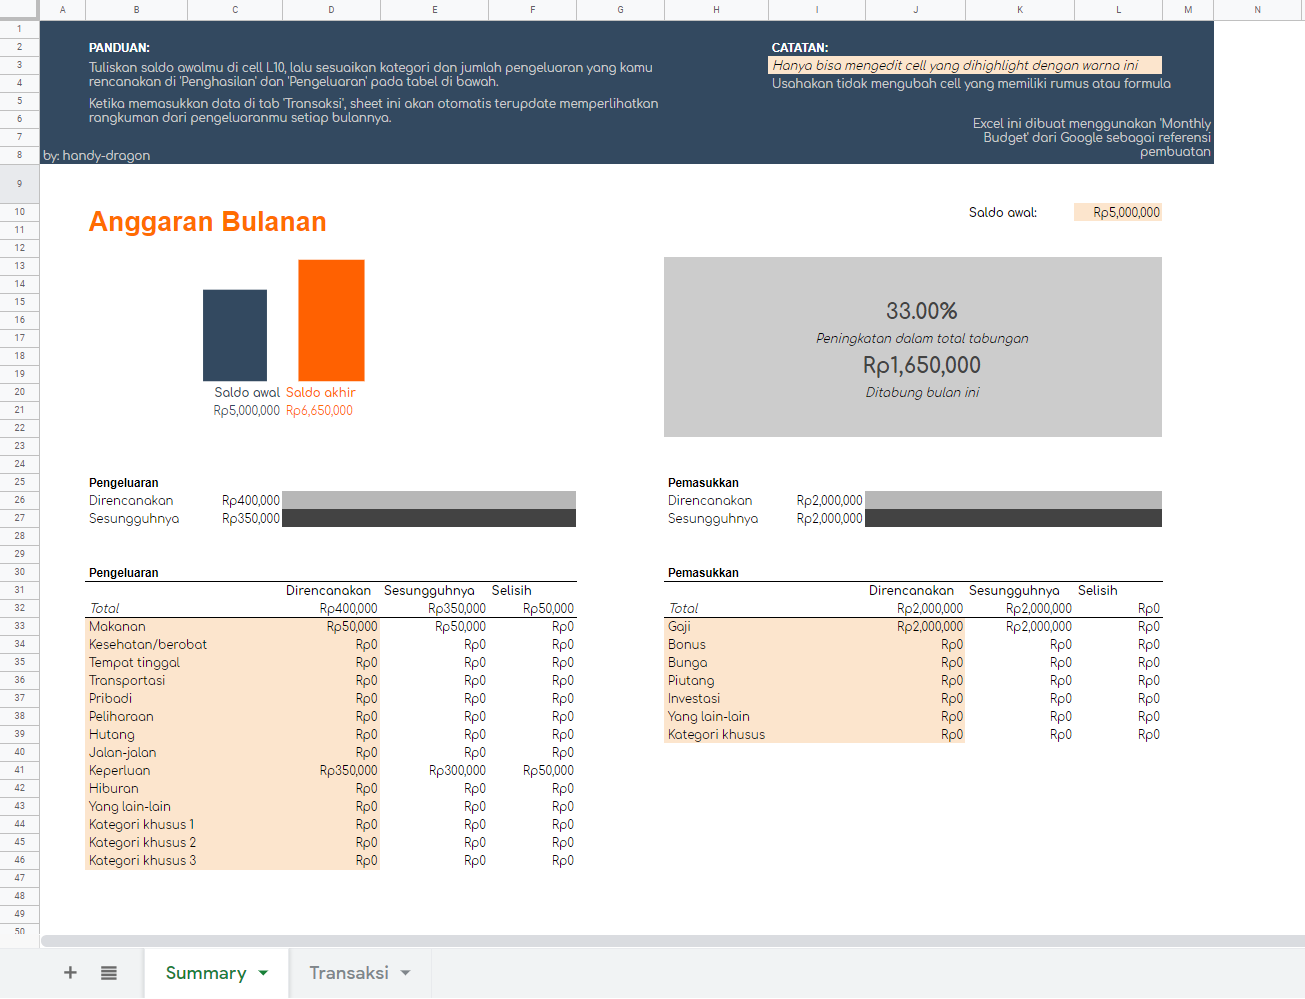 A B C D E F G H I J K L M N
1
2 PANDUAN: CATATAN:
3 Tuliskan saldo awalmu di cell L10, lalu sesuaikan kategori dan jumlah pengeluaran yang kamu Hanya bisa mengedit cell yang dihighlight dengan warna ini
4 rencanakan di 'Penghasilan' dan 'Pengeluaran' pada tabel di bawah. Usahakan tidak mengubah cell yang memiliki rumus atau formula
5 Ketika memasukkan data di tab 'Transaksi', sheet ini akan otomatis terupdate memperlihatkan
6 rangkuman dari pengeluaranmu setiap bulannya. Excel ini dibuat menggunakan 'Monthly
7 Budget' dari Google sebagai referensi
8 by: handy-dragon pembuatan
9
10 Saldo awal: Rp5,000,000
11 Anggaran Bulanan
12
13
14
15
16 33.00%
17 Peningkatan dalam total tabungan
18
19 Rp1,650,000
20 Saldo awal Saldo akhir Ditabung bulan ini
21 Rp5,000,000 Rp6,650,000
22
23
24
25 Pengeluaran Pemasukkan
26 Direncanakan Rp400,000 Direncanakan Rp2,000,000
27 Sesungguhnya Rp350,000 Sesungguhnya Rp2,000,000
28
29
30 Pengeluaran Pemasukkan
31 Direncanakan Sesungguhnya Selisih Direncanakan Sesungguhnya Selisih
32 Total Rp400,000 Rp350,000 Rp50,000 Total Rp2,000,000 Rp2,000,000 Rp0
33 Makanan Rp50,000 Rp50,000 Rp0 Gaji Rp2,000,000 Rp2,000,000 Rp0
34 Kesehatan/berobat Rp0 Rp0 Rp0 Bonus Rp0 Rp0 Rp0
35 Tempat tinggal Rp0 Rp0 Rp0 Bunga Rp0 Rp0 Rp0
36 Transportasi Rp0 Rp0 Rp0 Piutang Rp0 Rp0 Rp0
37 Pribadi Rp0 Rp0 Rp0 Investasi Rp0 Rp0 Rp0
38 Peliharaan Rp0 Rp0 Rp0 Yang lain-lain Rp0 Rp0 Rp0
39 Hutang Rp0 Rp0 Rp0 Kategori khusus Rp0 Rp0 Rp0
40 Jalan-jalan Rp0 Rp0 Rp0
41 Keperluan Rp350,000 Rp300,000 Rp50,000
42 Hiburan Rp0 Rp0 Rp0
43 Yang lain-lain Rp0 Rp0 Rp0
44 Kategori khusus 1 Rp0 Rp0 Rp0
45 Kategori khusus 2 Rp0 Rp0 Rp0
46 Kategori khusus 3 Rp0 Rp0 Rp0
47
48
49
50
Summary Transaksi